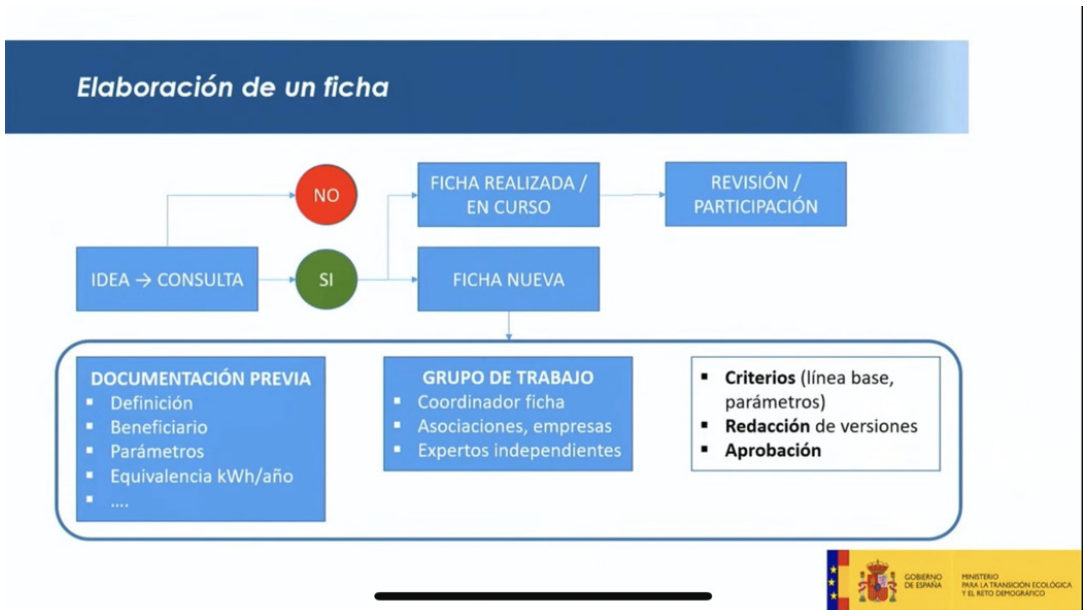 Elaboración de un ficha
NO
FICHA REALIZADA /
EN CURSO
REVISIÓN /
PARTICIPACIÓN
IDEA → CONSULTA
SI
FICHA NUEVA
DOCUMENTACIÓN PREVIA
▪ Definición
▪ Beneficiario
▪ Parámetros
▪ Equivalencia kWh/año
▪ ....
GRUPO DE TRABAJO
▪ Coordinador ficha
▪ Asociaciones, empresas
▪ Expertos independientes
▪ Criterios (línea base,
parámetros)
▪ Redacción de versiones
▪ Aprobación
GOBIERNO
DE ESPAÑA
MINISTERIO
PARA LA TRANSICIÓN ECOLÓGICA
Y EL RETO DEMOGRÁFICO